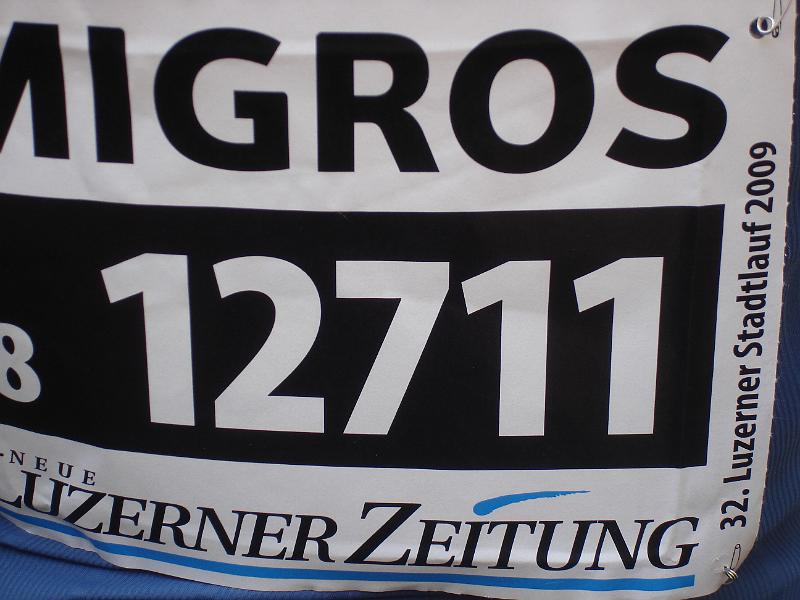 MIGROS
8 12711
NEUE
LUZERNER ZEITUNG
32. Luzerner Stadtlauf 2009